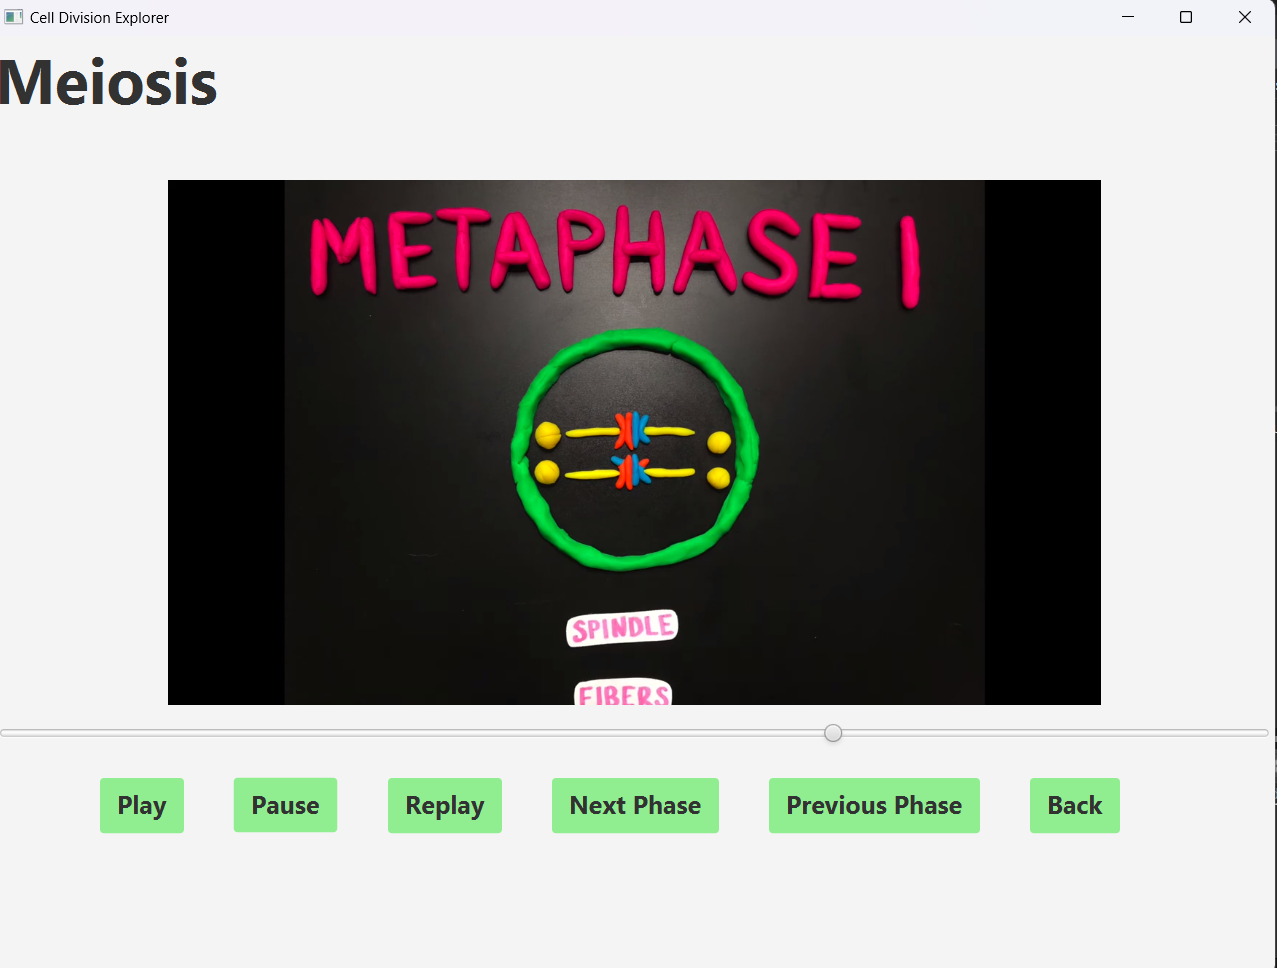 Cell Division Explorer
Meiosis
METAPHASE I
SPINDLE
FIBERS
Play
Pause
Replay
Next Phase
Previous Phase
Back